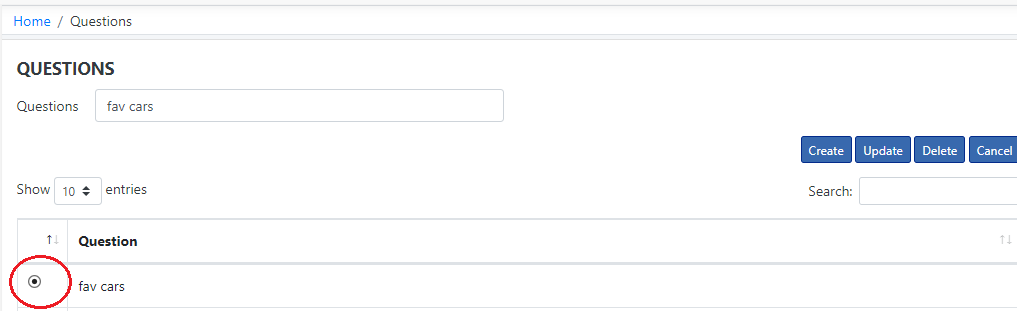 Home / Questions
QUESTIONS
Questions fav cars
Create Update Delete Cancel
Show 10 entries Search:
Question
fav cars